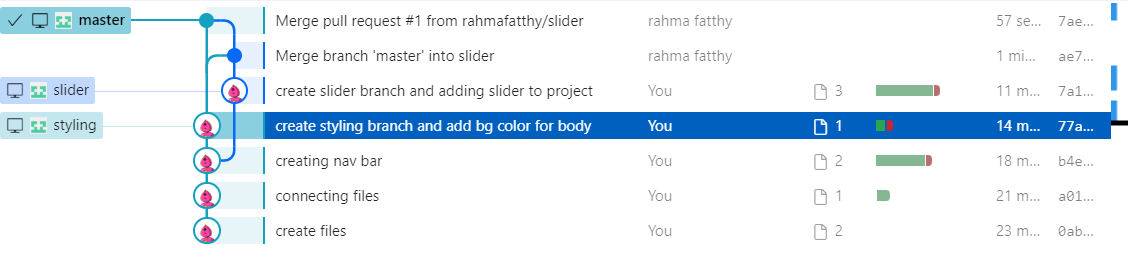 master Merge pull request #1 from rahmafatthy/slider rahma fatthy 57 se... 7ae...
Merge branch 'master' into slider rahma fatthy 1 mi... ae7...
slider create slider branch and adding slider to project You 3 11 m... 7a1...
styling create styling branch and add bg color for body You 1 14 m... 77a...
creating nav bar You 2 18 m... b4e...
connecting files You 1 21 m... a01...
create files You 2 23 m... 0ab...